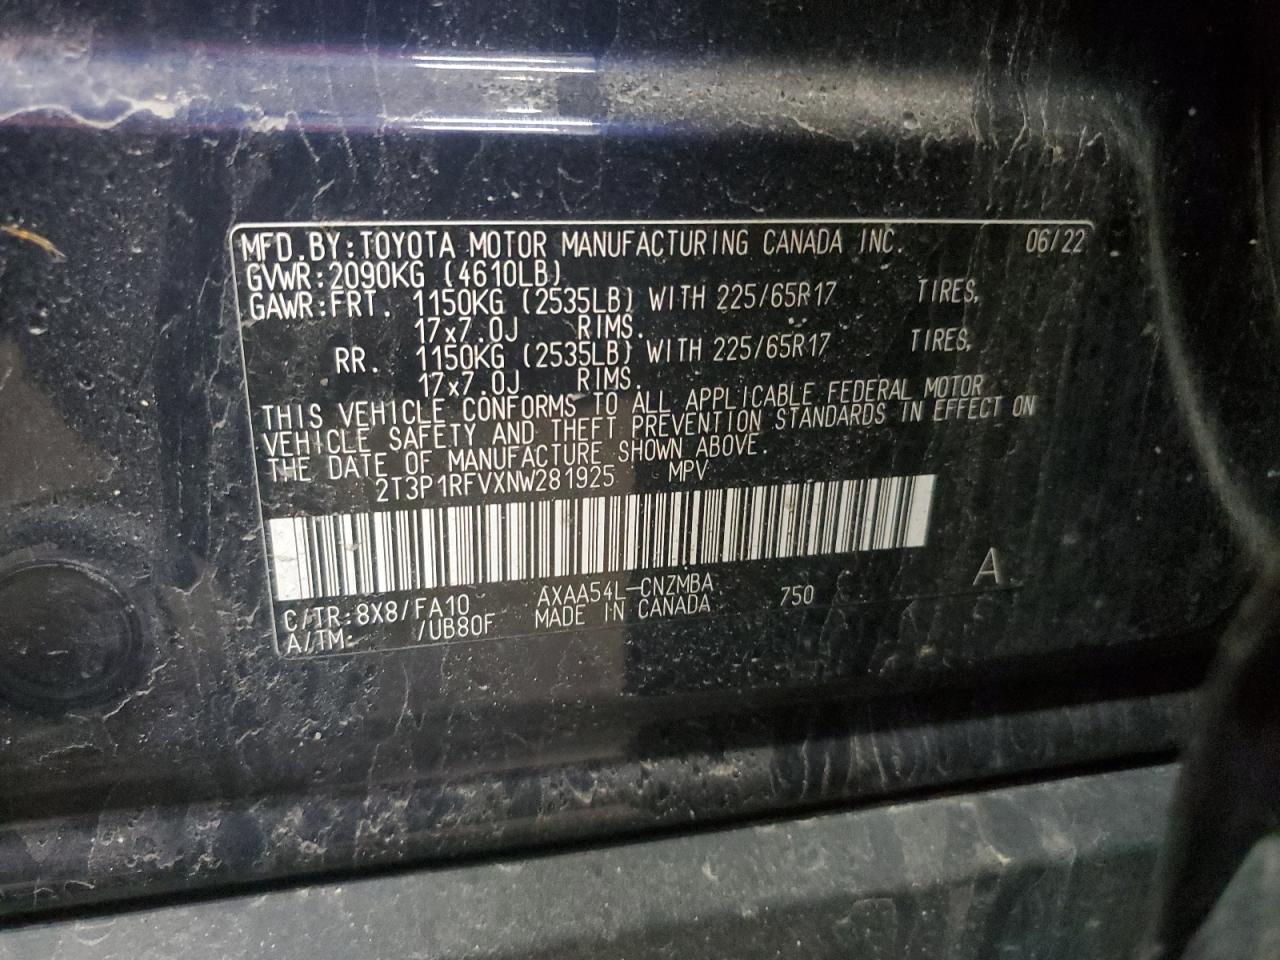 MFD.BY:TOYOTA MOTOR MANUFACTURING CANADA INC. 06/22
GVWR:2090KG (4610LB)
GAWR:FRT. 1150KG (2535LB) WITH 225/65R17 TIRES,
17x7.0J RIMS.
RR. 1150KG (2535LB) WITH 225/65R17 TIRES,
17x7.0J RIMS.
THIS VEHICLE CONFORMS TO ALL APPLICABLE FEDERAL MOTOR
VEHICLE SAFETY AND THEFT PREVENTION STANDARDS IN EFFECT ON
THE DATE OF MANUFACTURE SHOWN ABOVE.
2T3P1RFVXNW281925 MPV
A
C/TR:8X8/FA10 AXAA54L-CNZMBA 750
A/TM: /UB80F MADE IN CANADA